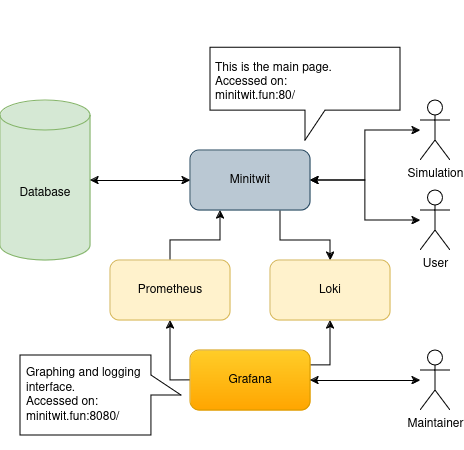 This is the main page.
Accessed on:
minitwit.fun:80/
Minitwit
Simulation
Database
User
Prometheus
Loki
Graphing and logging
interface.
Accessed on:
minitwit.fun:8080/
Grafana
Maintainer